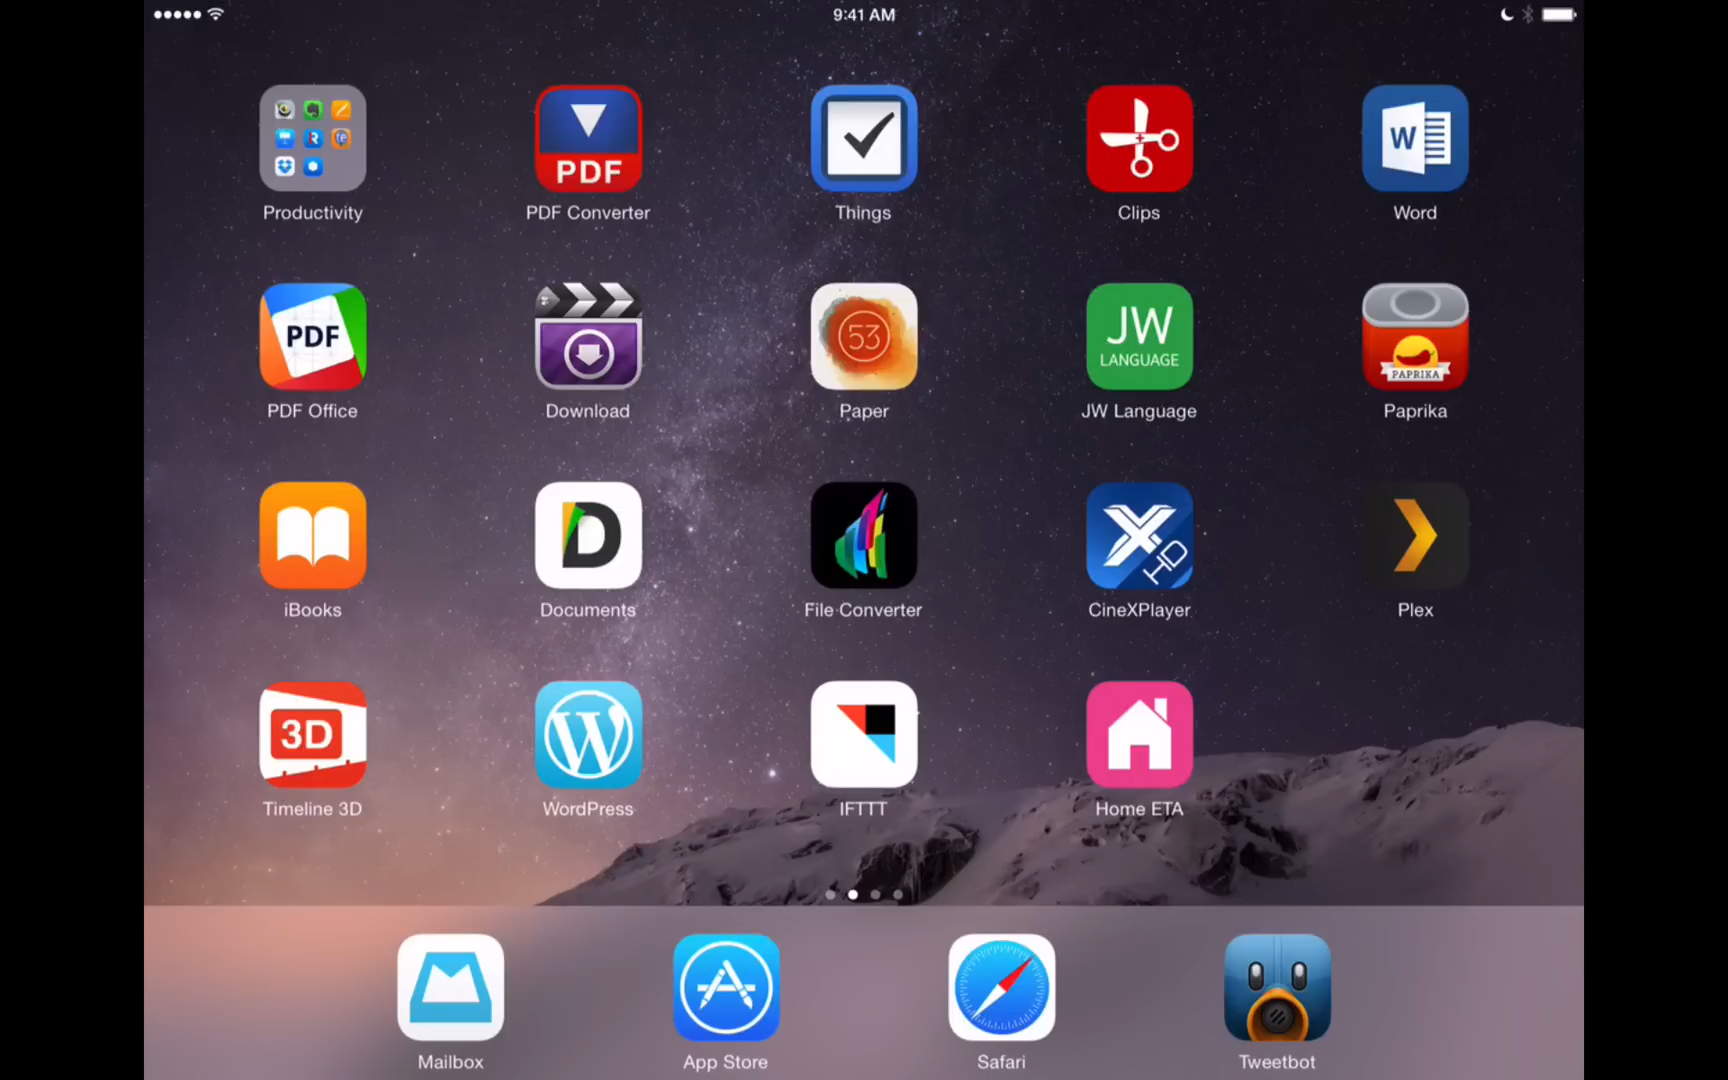 9:41 AM
PDF
W
Productivity
PDF Converter
Things
Clips
Word
PDF
53
JW
LANGUAGE
PAPRIKA
PDF Office
Download
Paper
JW Language
Paprika
D
X
HD
iBooks
Documents
File Converter
CineXPlayer
Plex
3D
W
Timeline 3D
WordPress
IFTTT
Home ETA
Mailbox
App Store
Safari
Tweetbot